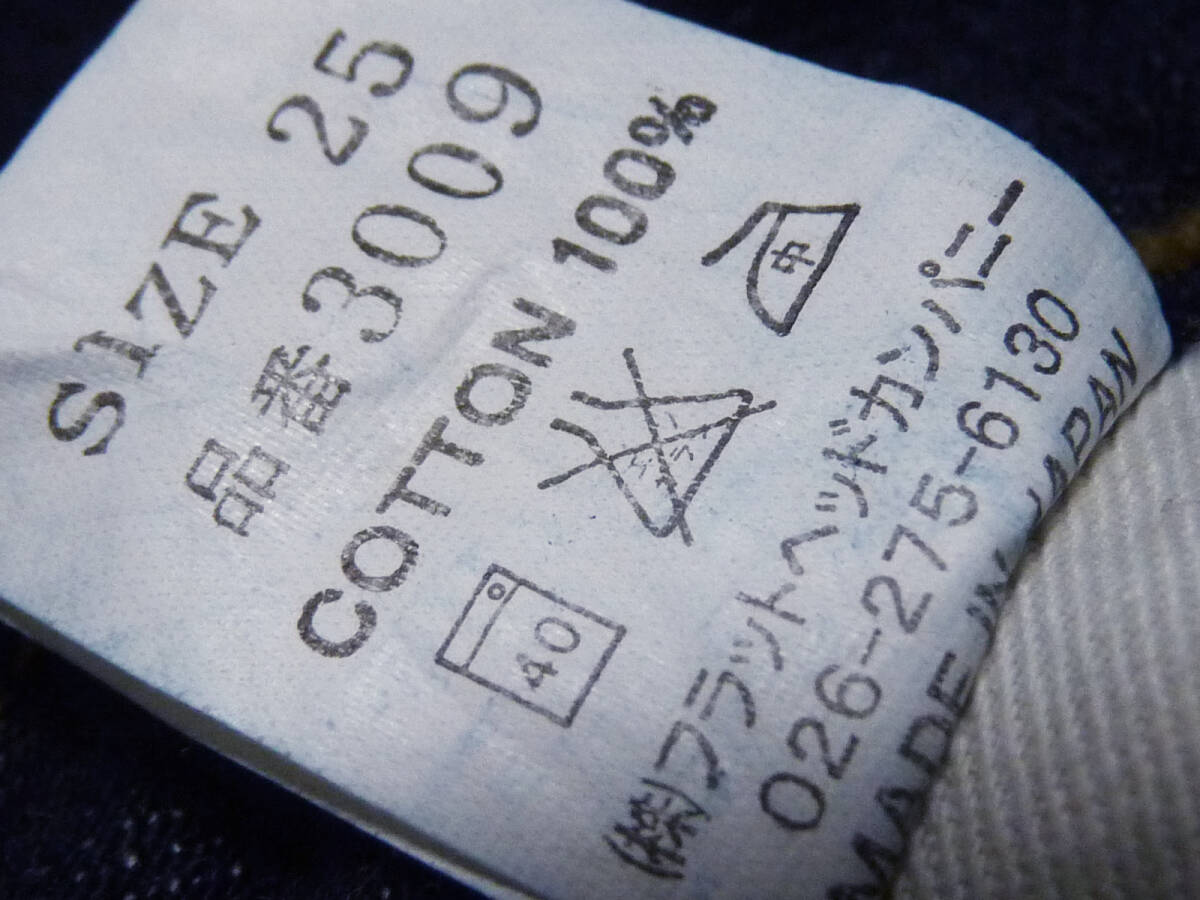 SIZE 25
品番3009
COTTON 100%
40
中
(株)フラットヘッドカンパニー
026-275-6130
MADE IN JAPAN